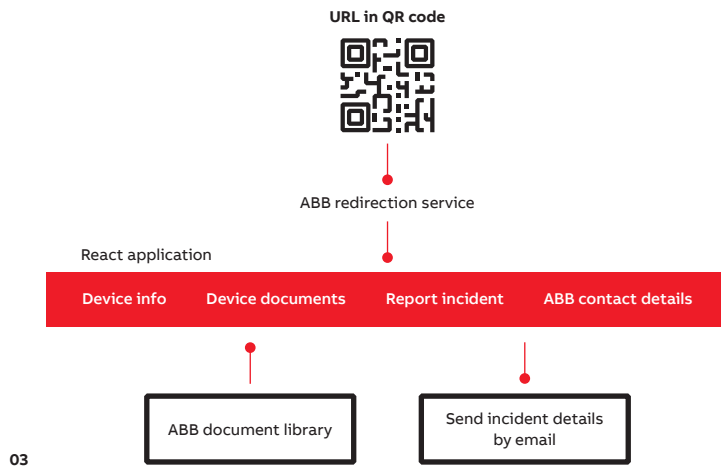 URL in QR code
ABB redirection service
React application
Device info
Device documents
Report incident
ABB contact details
ABB document library
Send incident details
by email
03